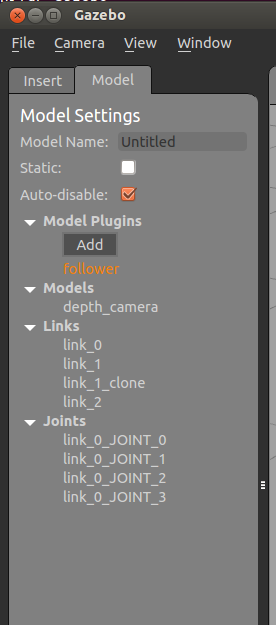 Gazebo
File Camera View Window
Insert Model
Model Settings
Model Name: Untitled
Static:
Auto-disable:
Model Plugins
Add
follower
Models
depth_camera
Links
link_0
link_1
link_1_clone
link_2
Joints
link_0_JOINT_0
link_0_JOINT_1
link_0_JOINT_2
link_0_JOINT_3